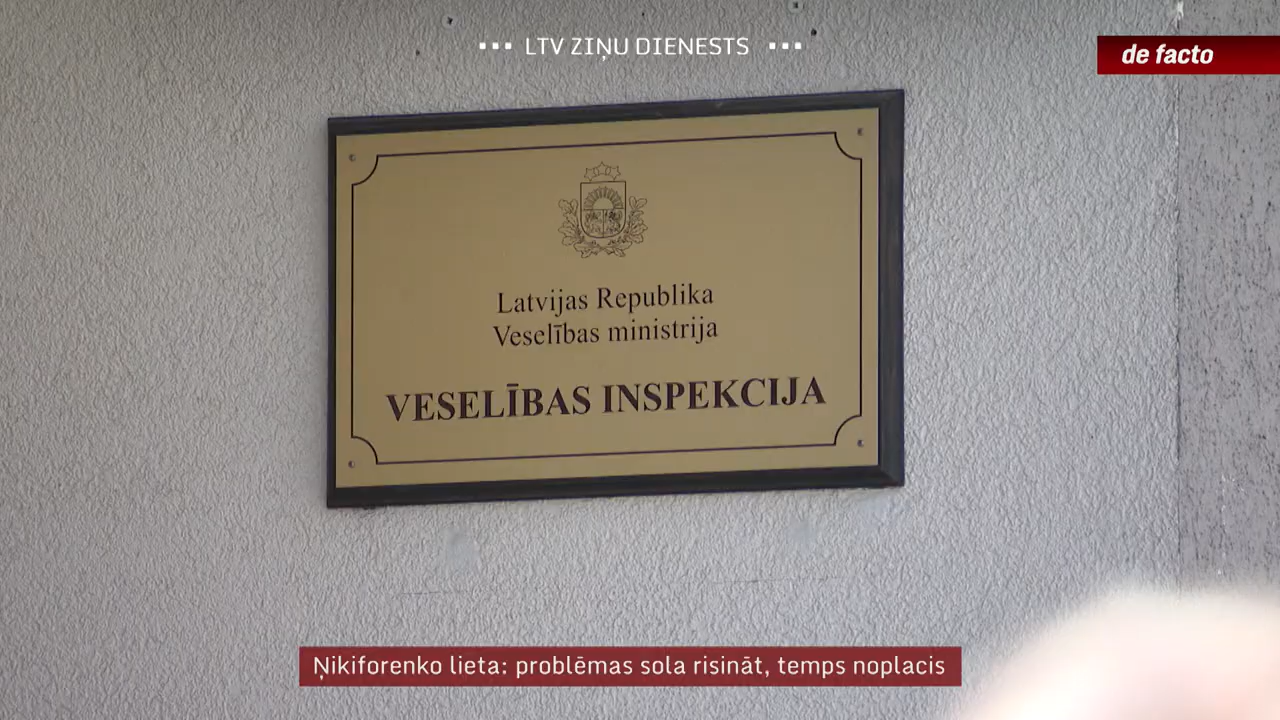 LTV ZIŅU DIENESTS
de facto
Latvijas Republika
Veselības ministrija
VESELĪBAS INSPEKCIJA
Ņikiforenko lieta: problēmas sola risināt, temps noplacis